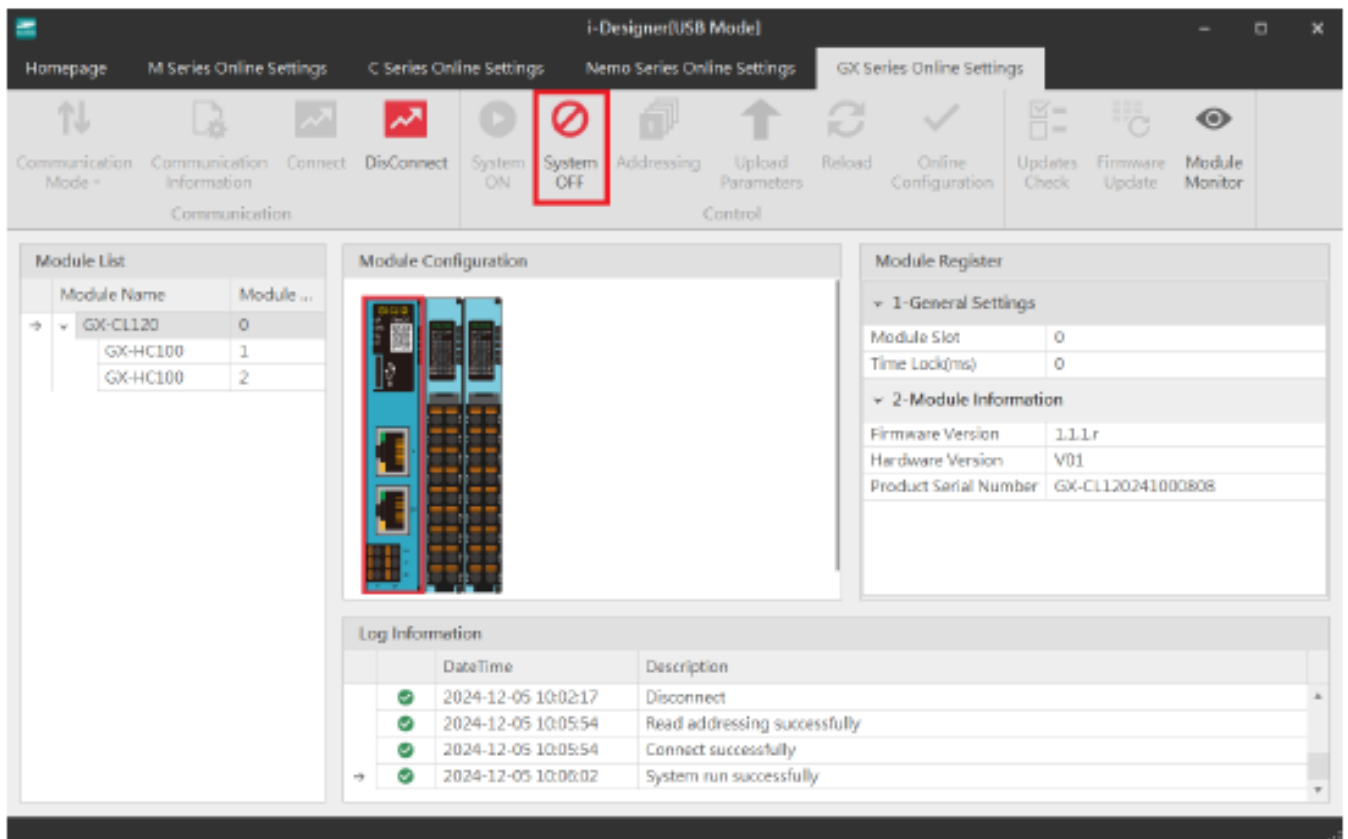 i-Designer[USB Mode]
Homepage M Series Online Settings C Series Online Settings Nemo Series Online Settings GX Series Online Settings
Communication Mode
Communication Information
Connect
DisConnect
System ON
System OFF
Addressing
Upload Parameters
Reload
Online Configuration
Updates Check
Firmware Update
Module Monitor
Communication
Control
Module List
Module Name Module ...
GX-CL120 0
GX-HC100 1
GX-HC100 2
Module Configuration
Module Register
1-General Settings
Module Slot 0
Time Lock(ms) 0
2-Module Information
Firmware Version 1.1.1.r
Hardware Version V01
Product Serial Number GX-CL120241000808
Log Information
DateTime Description
2024-12-05 10:02:17 Disconnect
2024-12-05 10:05:54 Read addressing successfully
2024-12-05 10:05:54 Connect successfully
2024-12-05 10:06:02 System run successfully